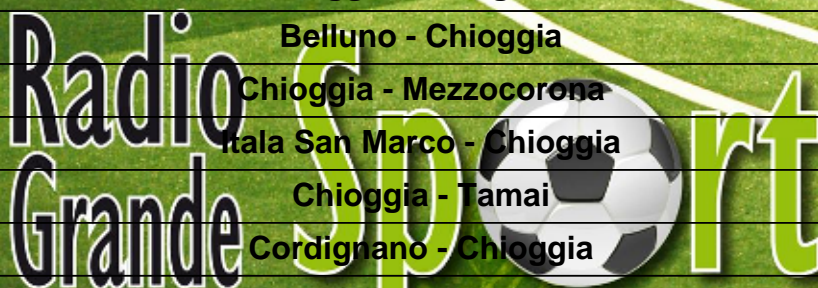 Belluno - Chioggia
Radio
Chioggia - Mezzocorona
Itala San Marco - Chioggia
Sport
Chioggia - Tamai
Grande
Cordignano - Chioggia